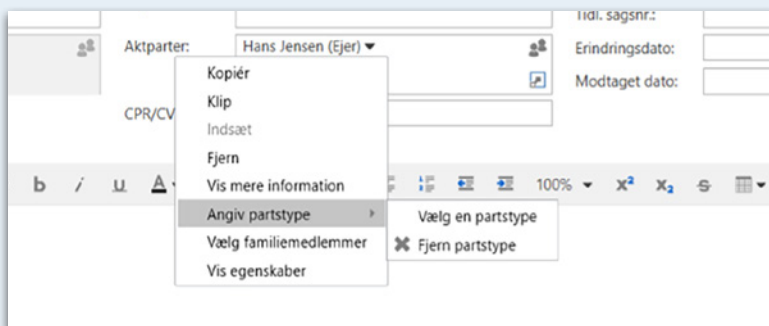 Tidl. sagsnr.:
Aktparter: Hans Jensen (Ejer) Erindringsdato:
Modtaget dato:
CPR/CV
Kopiér
Klip
Indsæt
Fjern
Vis mere information
Angiv partstype
Vælg familiemedlemmer
Vis egenskaber
Vælg en partstype
Fjern partstype
b i u A 100% x² x₂ S